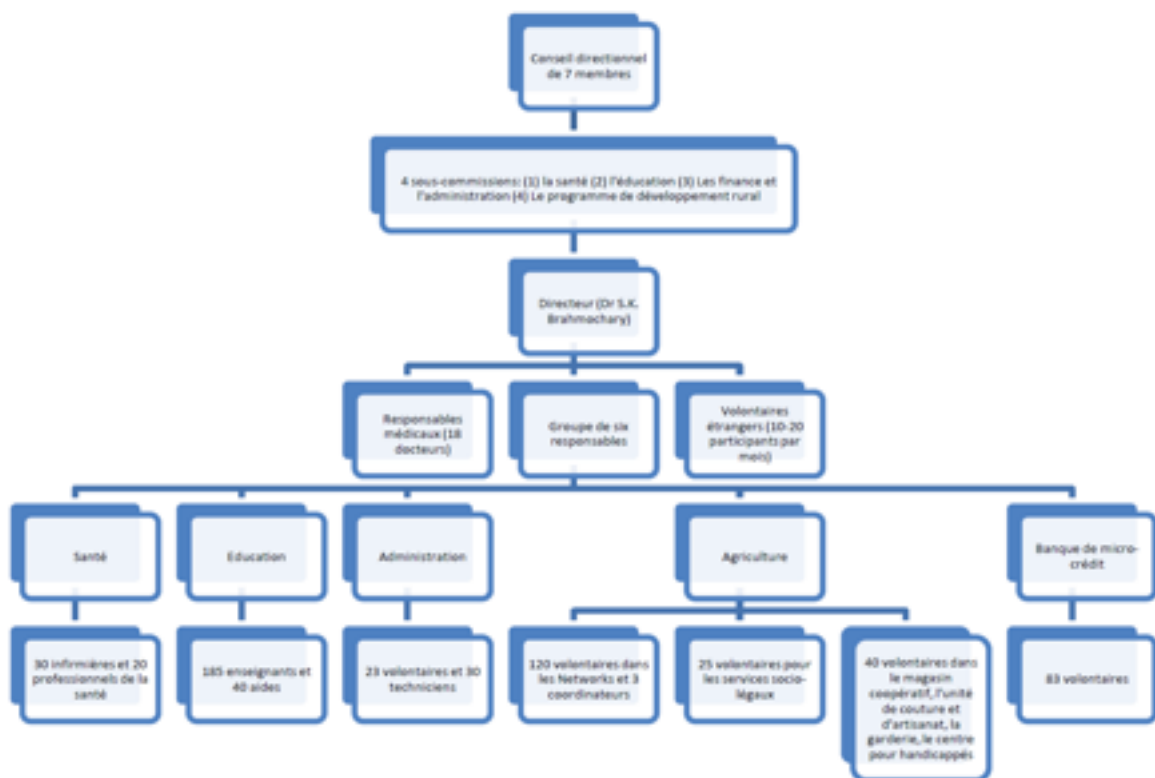 Conseil directionnel
de 7 membres
4 sous-commissions: (1) la santé (2) l'éducation (3) Les finance et
l'administration (4) Le programme de développement rural
Directeur (Dr S.K.
Brahmochary)
Responsables
médicaux (18
docteurs)
Groupe de six
responsables
Volontaires
étrangers (10-20
participants par
mois)
Santé
Education
Administration
Agriculture
Banque de micro-
crédit
30 infirmières et 20
professionnels de la
santé
185 enseignants et
40 aides
23 volontaires et 30
techniciens
120 volontaires dans
les Networks et 3
coordinateurs
25 volontaires pour
les services socio-
légaux
40 volontaires dans
le magasin
coopératif, l'unité
de couture et
d'artisanat, la
garderie, le centre
pour handicappés
83 volontaires